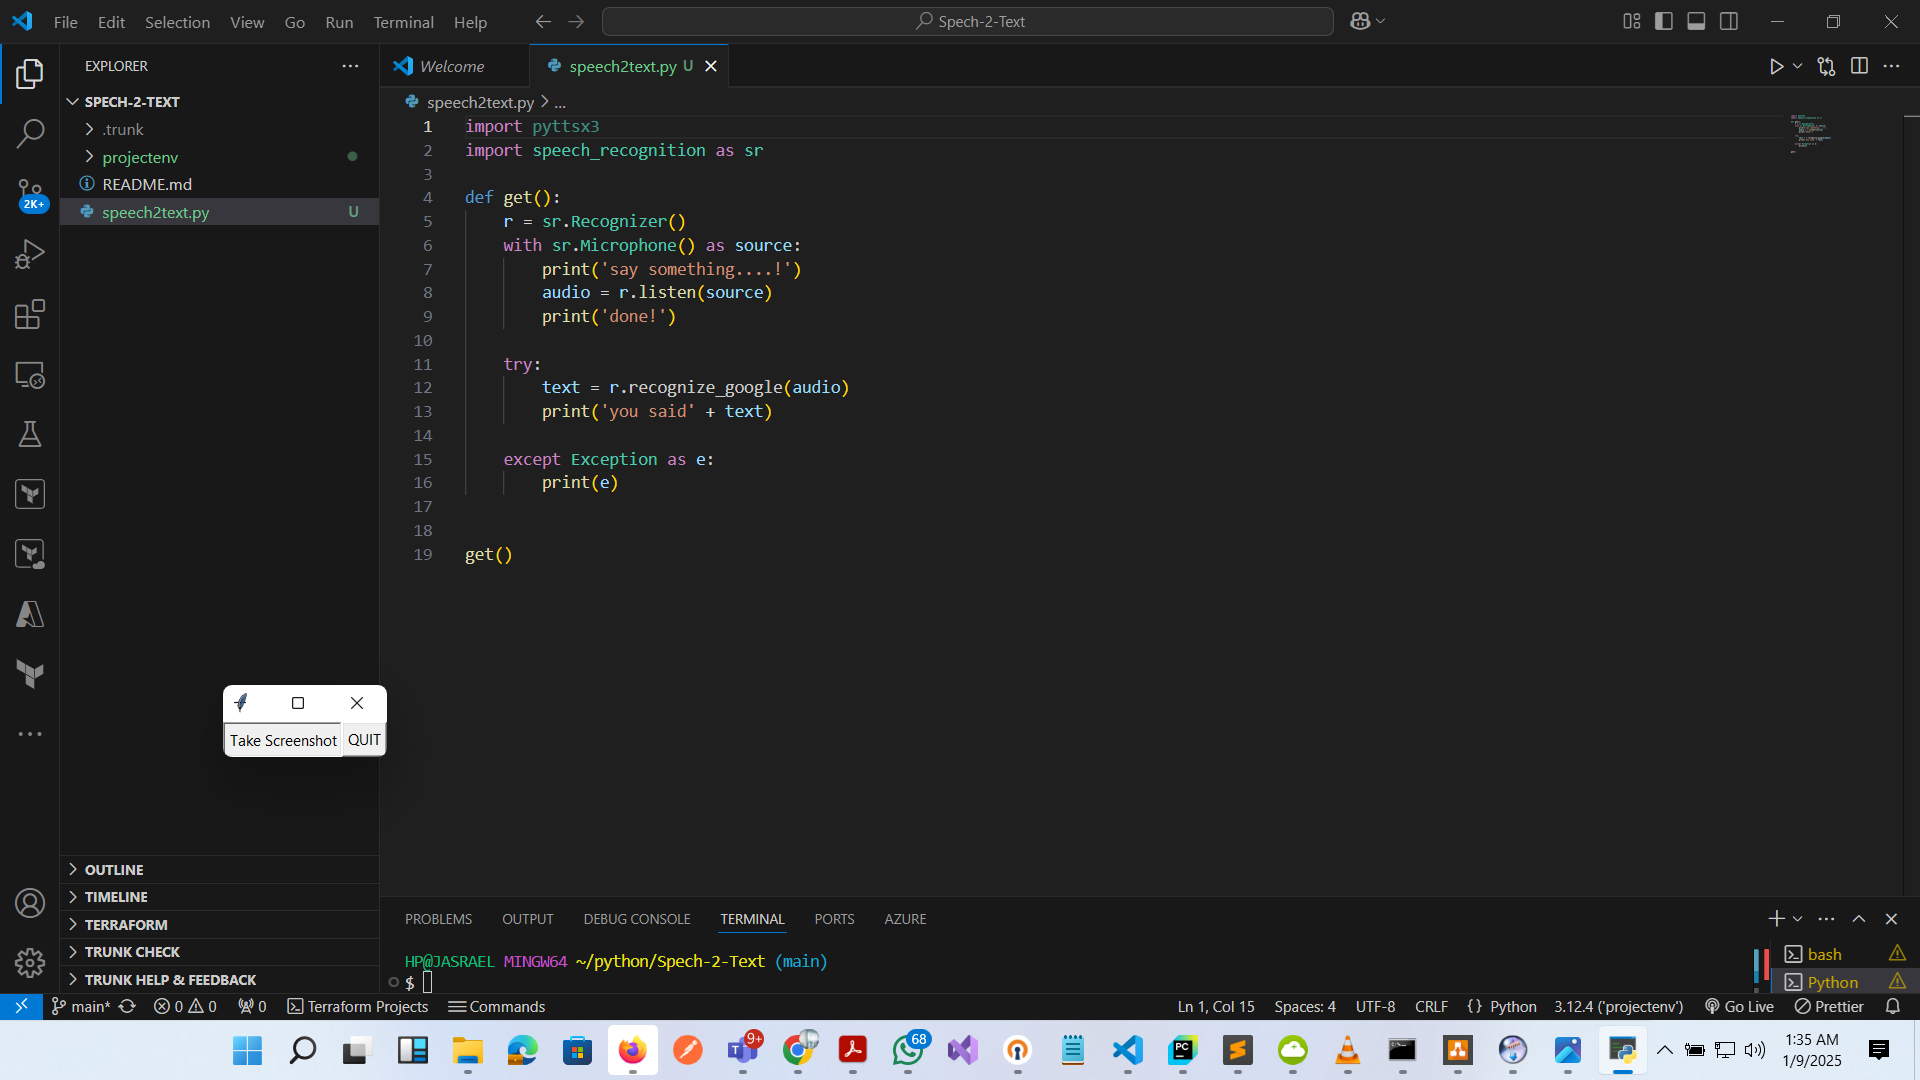 File Edit Selection View Go Run Terminal Help
Spech-2-Text
EXPLORER
SPECH-2-TEXT
.trunk
projectenv
README.md
speech2text.py U
2K+
Welcome
speech2text.py U
speech2text.py > ...
1 import pyttsx3
2 import speech_recognition as sr
3
4 def get():
5 r = sr.Recognizer()
6 with sr.Microphone() as source:
7 print('say something....!')
8 audio = r.listen(source)
9 print('done!')
10
11 try:
12 text = r.recognize_google(audio)
13 print('you said' + text)
14
15 except Exception as e:
16 print(e)
17
18
19 get()
Take Screenshot QUIT
OUTLINE
TIMELINE
TERRAFORM
TRUNK CHECK
TRUNK HELP & FEEDBACK
PROBLEMS OUTPUT DEBUG CONSOLE TERMINAL PORTS AZURE
HP@JASRAEL MINGW64 ~/python/Spech-2-Text (main)
$
bash
Python
main* 0 0 0 Terraform Projects Commands
Ln 1, Col 15 Spaces: 4 UTF-8 CRLF {} Python 3.12.4 ('projectenv') Go Live Prettier
9+
68
PC
1:35 AM
1/9/2025